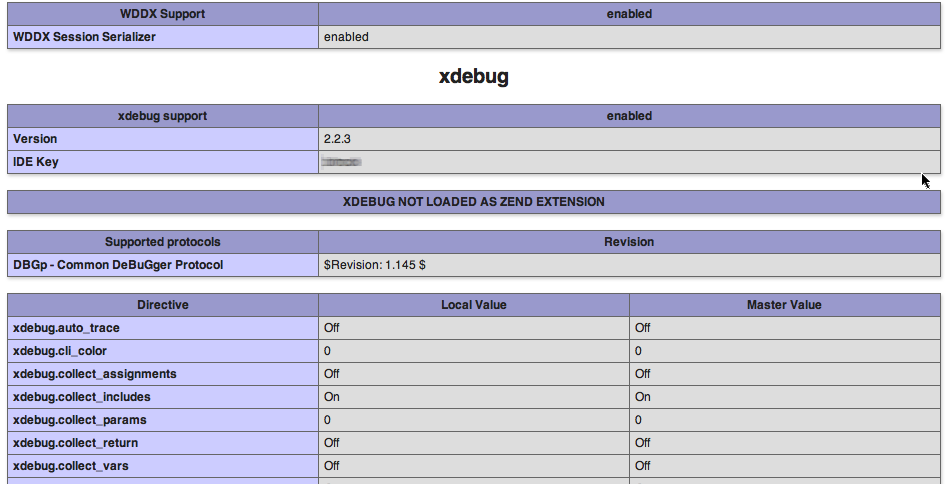 WDDX Support enabled
WDDX Session Serializer enabled
xdebug
xdebug support enabled
Version 2.2.3
IDE Key
XDEBUG NOT LOADED AS ZEND EXTENSION
Supported protocols Revision
DBGp - Common DeBuGger Protocol $Revision: 1.145 $
Directive Local Value Master Value
xdebug.auto_trace Off Off
xdebug.cli_color 0 0
xdebug.collect_assignments Off Off
xdebug.collect_includes On On
xdebug.collect_params 0 0
xdebug.collect_return Off Off
xdebug.collect_vars Off Off